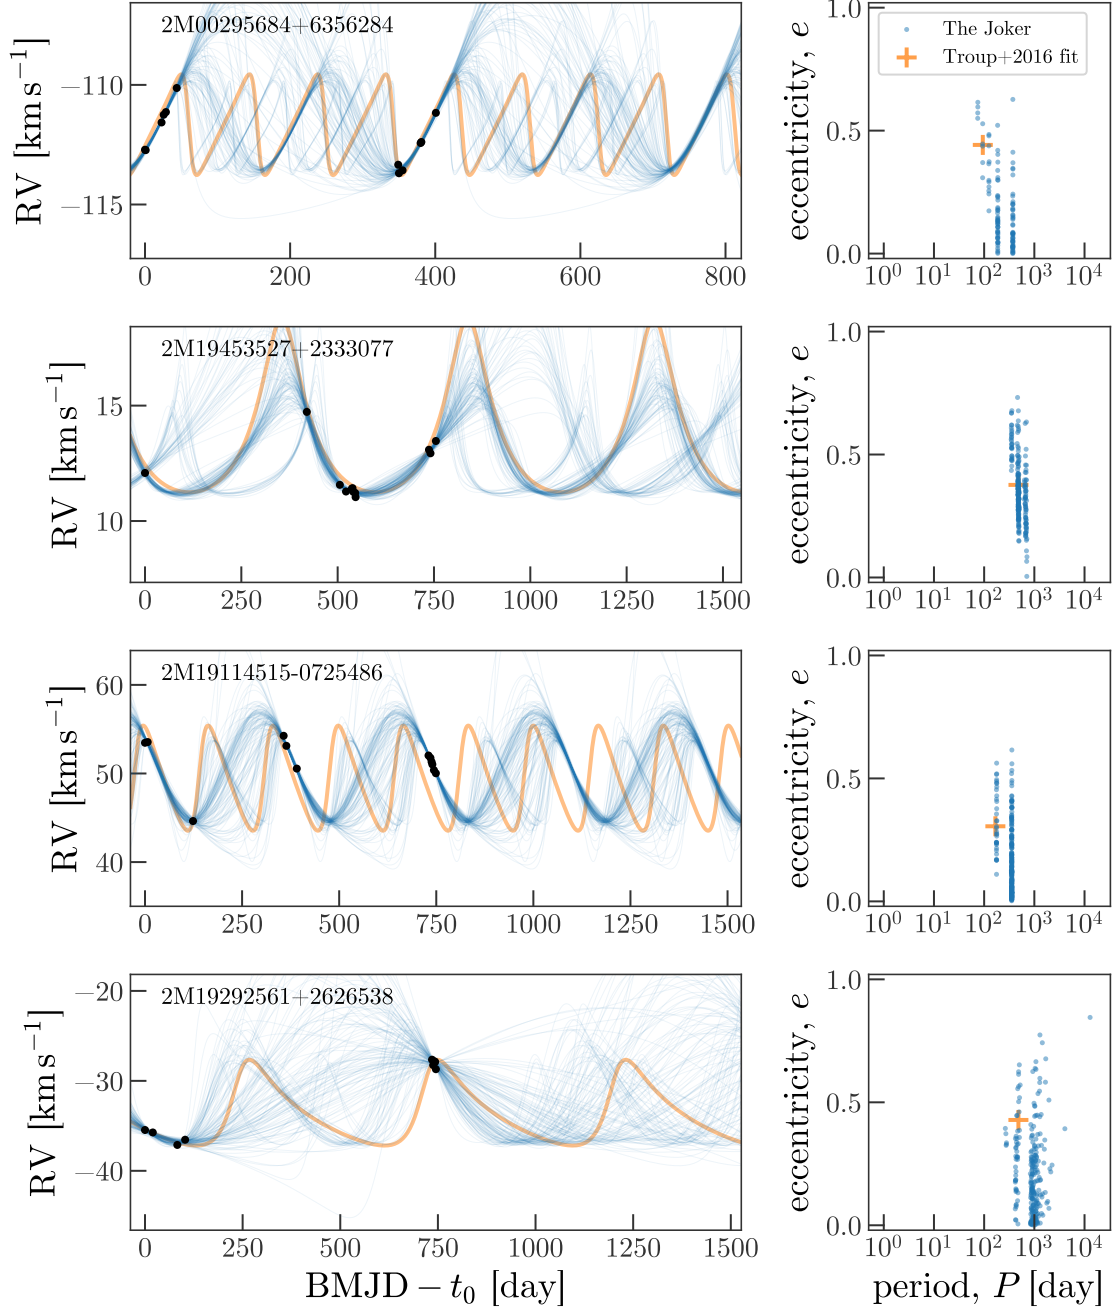 2M00295684+6356284
RV [km s⁻¹]
−110
−115
0 200 400 600 800
The Joker
Troup+2016 fit
eccentricity, e
1.0
0.5
0.0
10⁰ 10¹ 10² 10³ 10⁴
2M19453527+2333077
RV [km s⁻¹]
15
10
0 250 500 750 1000 1250 1500
eccentricity, e
1.0
0.5
0.0
10⁰ 10¹ 10² 10³ 10⁴
2M19114515-0725486
RV [km s⁻¹]
60
50
40
0 250 500 750 1000 1250 1500
eccentricity, e
1.0
0.5
0.0
10⁰ 10¹ 10² 10³ 10⁴
2M19292561+2626538
RV [km s⁻¹]
−20
−30
−40
0 250 500 750 1000 1250 1500
BMJD − t₀ [day]
eccentricity, e
1.0
0.5
0.0
10⁰ 10¹ 10² 10³ 10⁴
period, P [day]